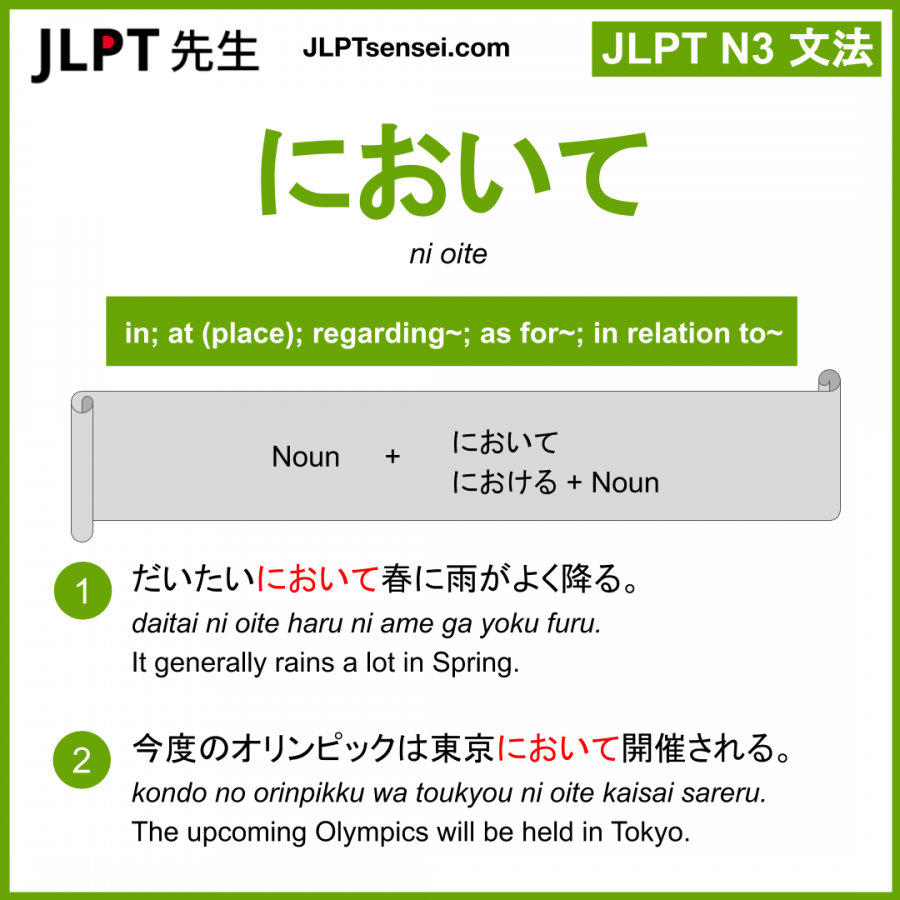 JLPT 先生
JLPTsensei.com
JLPT N3 文法
において
ni oite
in; at (place); regarding~; as for~; in relation to~
Noun + において
における + Noun
1 だいたいにおいて春に雨がよく降る。
daitai ni oite haru ni ame ga yoku furu.
It generally rains a lot in Spring.
2 今度のオリンピックは東京において開催される。
kondo no orinpikku wa toukyou ni oite kaisai sareru.
The upcoming Olympics will be held in Tokyo.